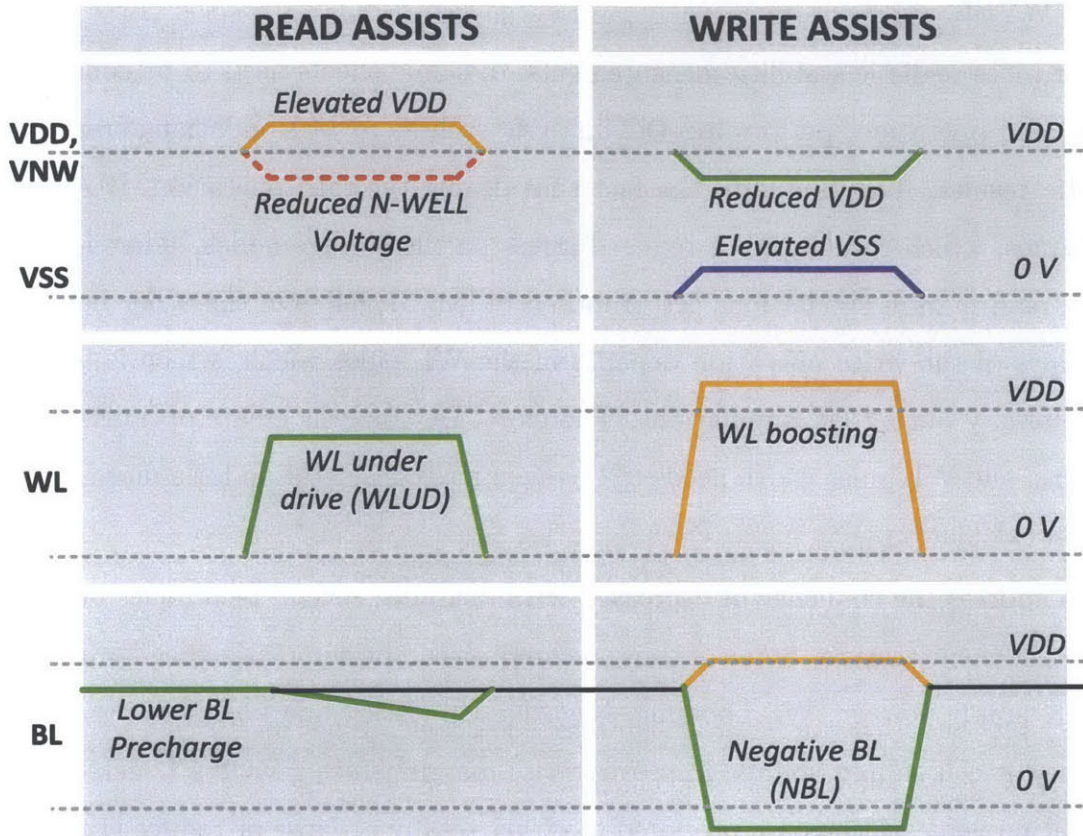 READ ASSISTS
WRITE ASSISTS
VDD,
VNW
Elevated VDD
Reduced N-WELL
Voltage
VDD
Reduced VDD
VSS
Elevated VSS
0 V
WL
WL under
drive (WLUD)
VDD
WL boosting
0 V
BL
Lower BL
Precharge
VDD
Negative BL
(NBL)
0 V